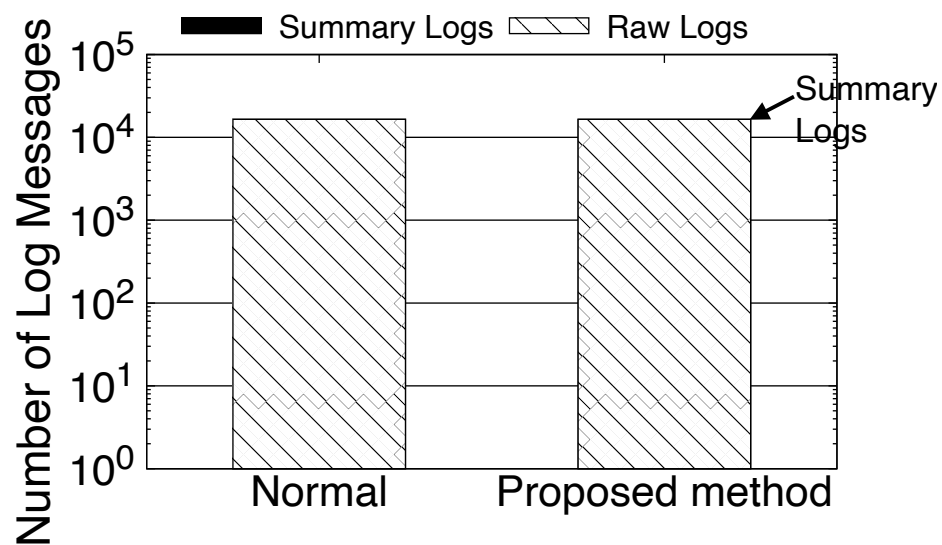 Summary Logs Raw Logs
Number of Log Messages
10^5
10^4
10^3
10^2
10^1
10^0
Summary
Logs
Normal Proposed method